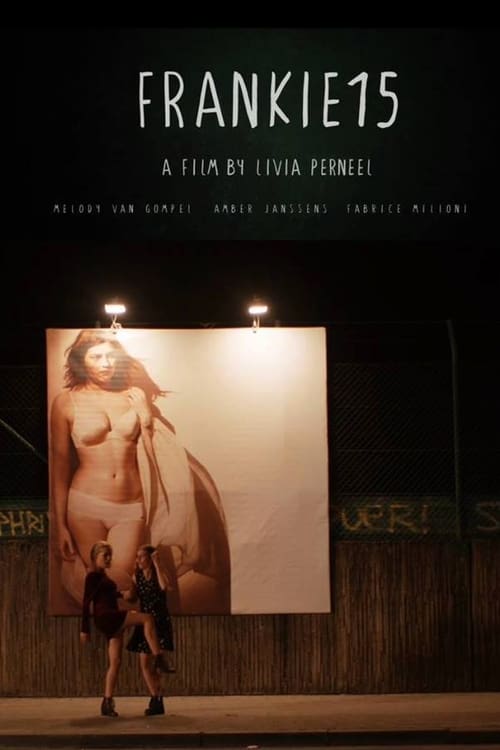 FRANKIE15
A FILM BY LIVIA PERNEEL
MELODY VAN GOMPEL AMBER JANSSENS FABRICE MILIONI